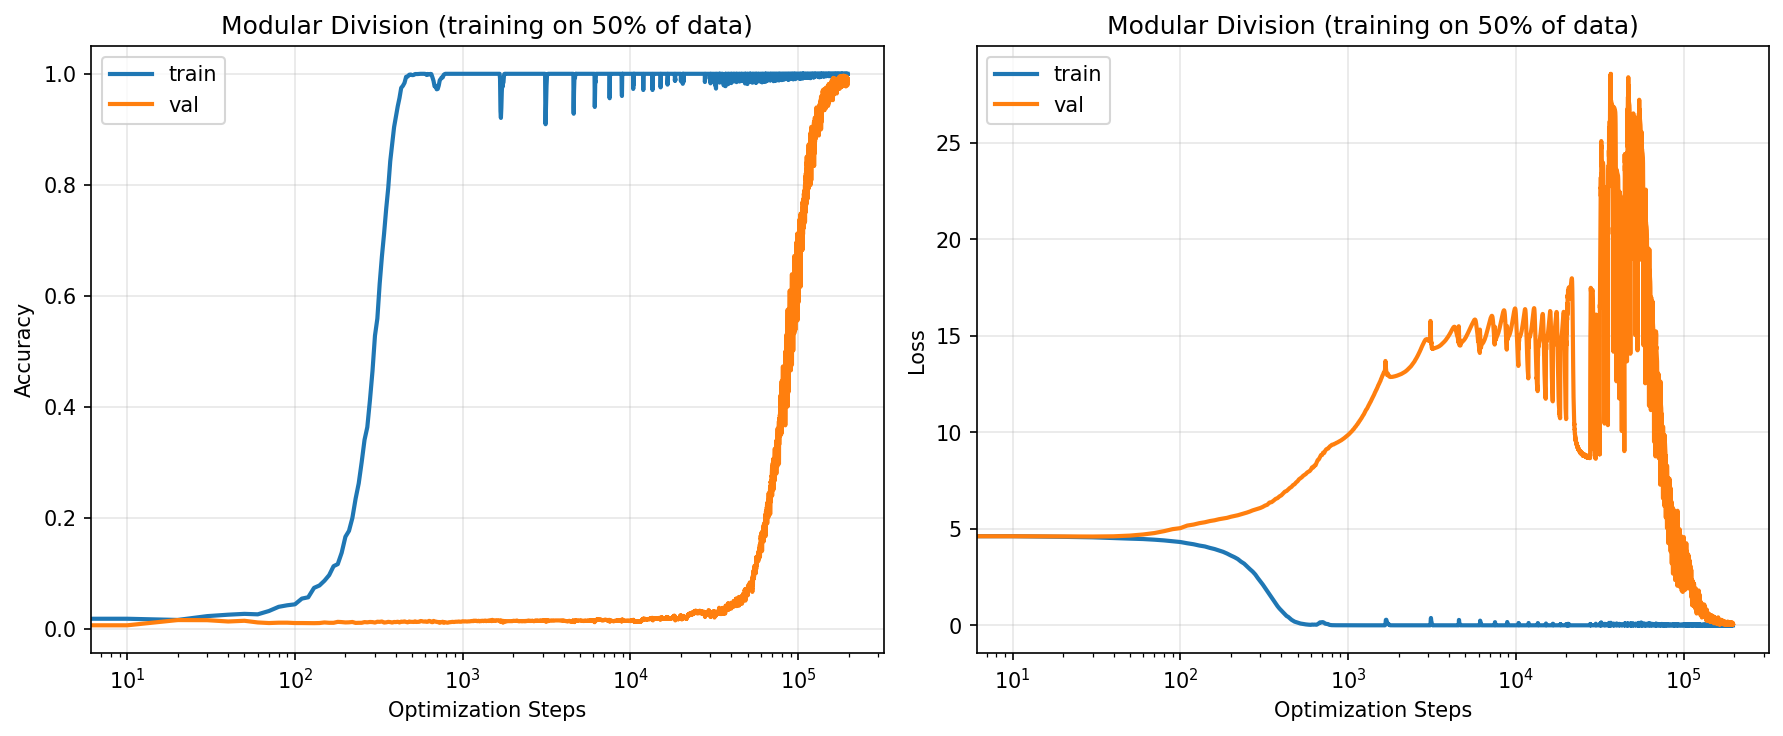 Modular Division (training on 50% of data)
train
val
1.0
0.8
0.6
0.4
0.2
0.0
Accuracy
10¹
10²
10³
10⁴
10⁵
Optimization Steps
Modular Division (training on 50% of data)
train
val
25
20
15
10
5
0
Loss
10¹
10²
10³
10⁴
10⁵
Optimization Steps